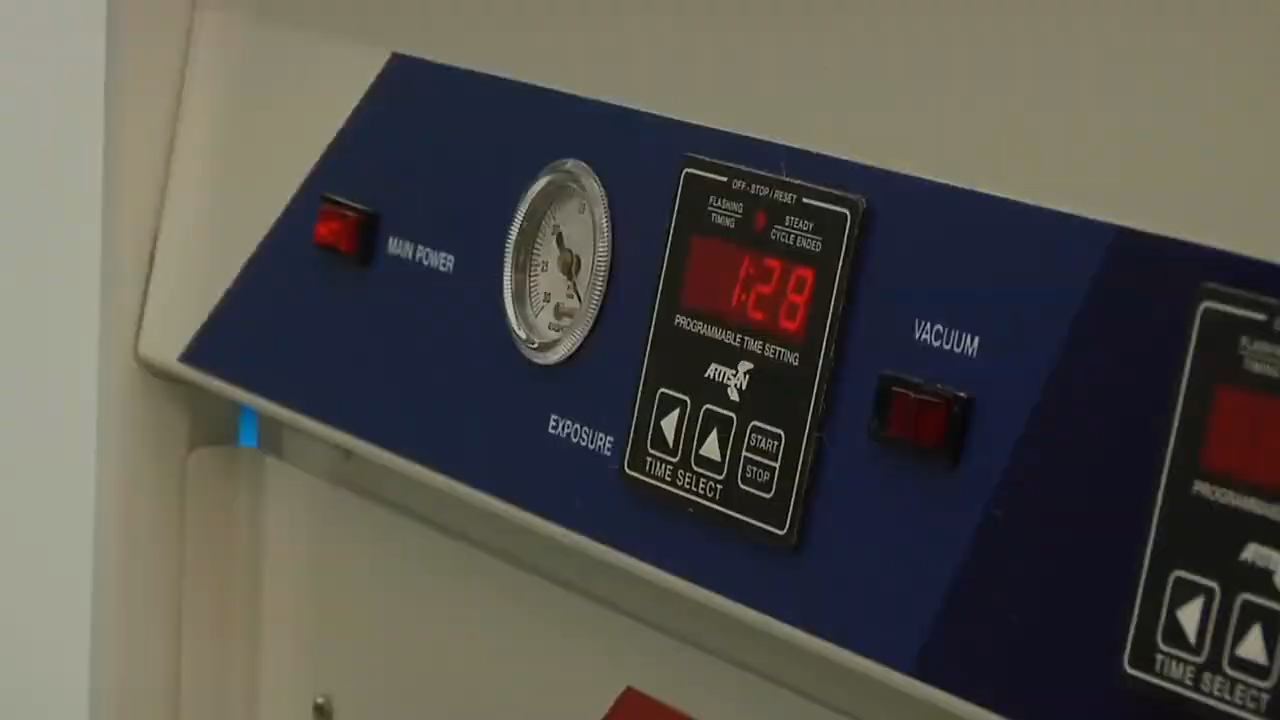 MAIN POWER
OFF - STOP / RESET
FLASHING
TIMING
STEADY
CYCLE ENDED
1:28
PROGRAMMABLE TIME SETTING
ARTISAN
START
STOP
TIME SELECT
EXPOSURE
VACUUM
TIME SELECT